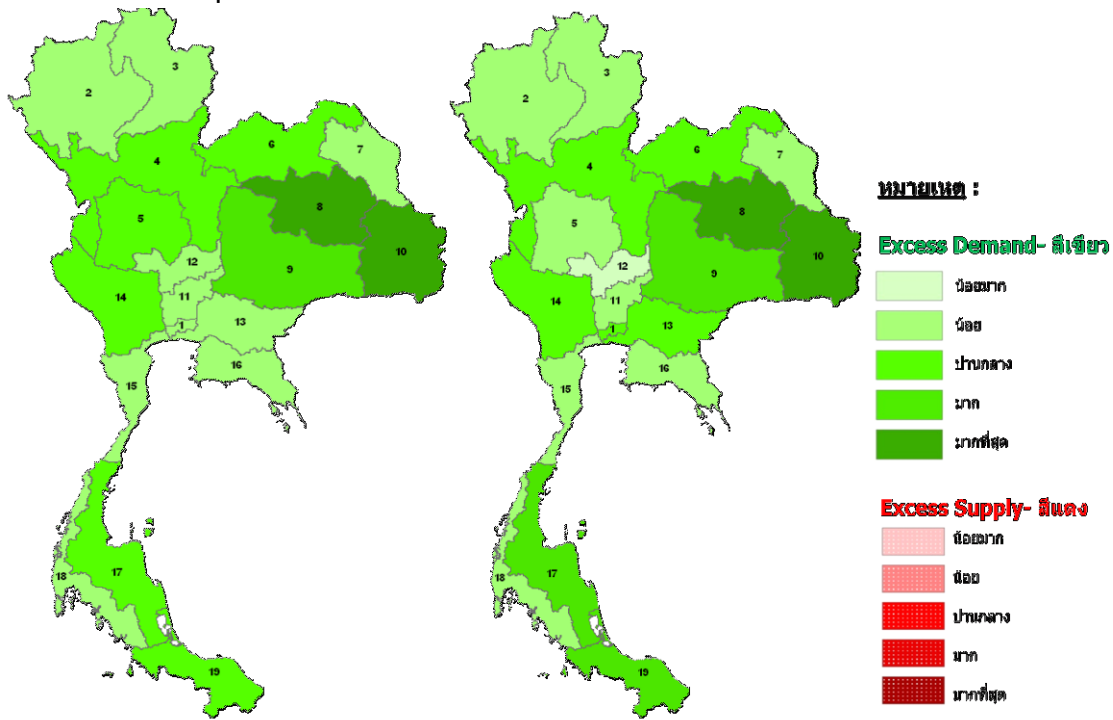 3
2
4
6
7
5
8
12
9
10
14
11
1
13
16
15
17
18
19
3
2
4
6
7
5
8
12
9
10
14
11
1
13
16
15
17
18
19
หมายเหตุ :
Excess Demand- สีเขียว
น้อยมาก
น้อย
ปานกลาง
มาก
มากที่สุด
Excess Supply- สีแดง
น้อยมาก
น้อย
ปานกลาง
มาก
มากที่สุด